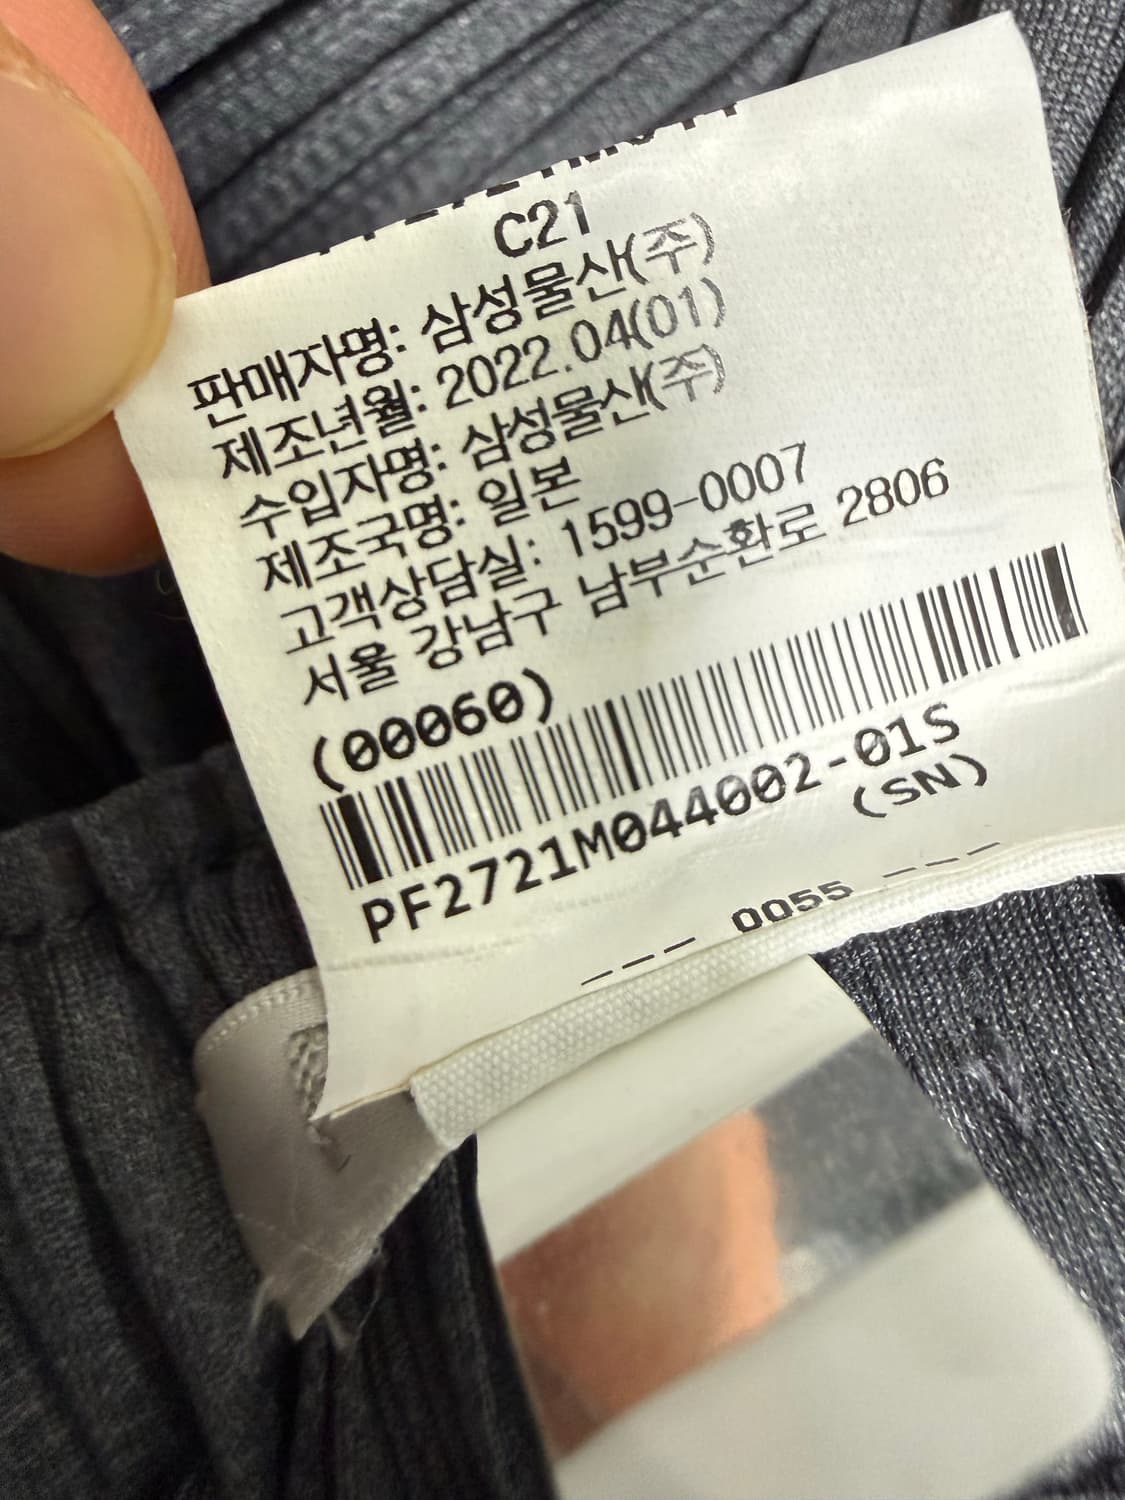 C21
판매자명: 삼성물산(주)
제조년월: 2022.04(01)
수입자명: 삼성물산(주)
제조국명: 일본
고객상담실: 1599-0007
서울 강남구 남부순환로 2806
(00060)
PF2721M044002-01S
(SN)
--- 0055 ---